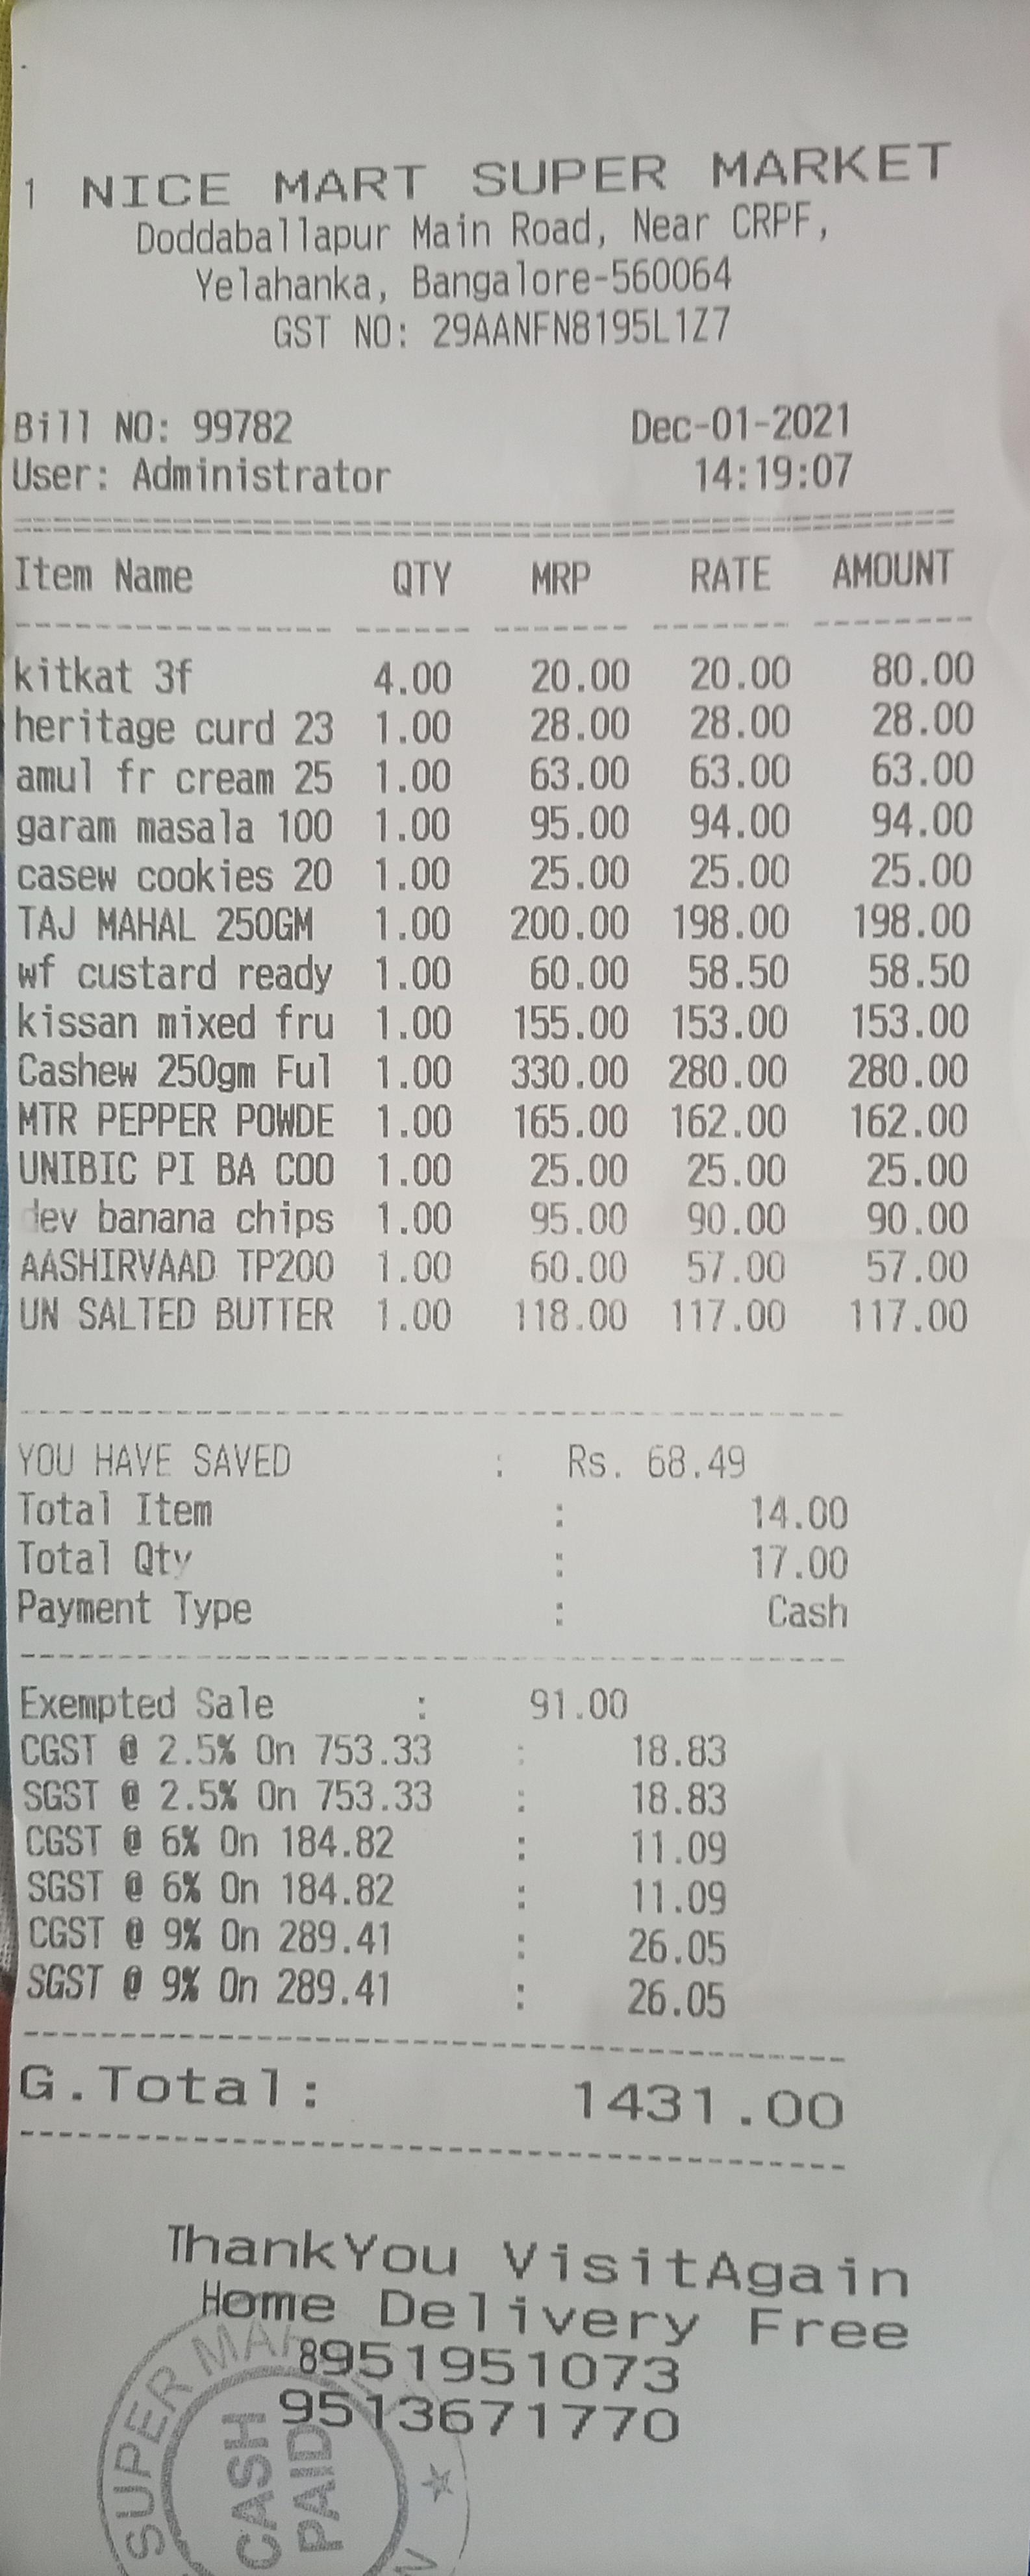 1 NICE MART SUPER MARKET
Doddaballapur Main Road, Near CRPF,
Yelahanka, Bangalore-560064
GST NO: 29AANFN8195L1Z7
Bill NO: 99782 Dec-01-2021
User: Administrator 14:19:07
Item Name QTY MRP RATE AMOUNT
kitkat 3f 4.00 20.00 20.00 80.00
heritage curd 23 1.00 28.00 28.00 28.00
amul fr cream 25 1.00 63.00 63.00 63.00
garam masala 100 1.00 95.00 94.00 94.00
casew cookies 20 1.00 25.00 25.00 25.00
TAJ MAHAL 250GM 1.00 200.00 198.00 198.00
wf custard ready 1.00 60.00 58.50 58.50
kissan mixed fru 1.00 155.00 153.00 153.00
Cashew 250gm Ful 1.00 330.00 280.00 280.00
MTR PEPPER POWDE 1.00 165.00 162.00 162.00
UNIBIC PI BA COO 1.00 25.00 25.00 25.00
dev banana chips 1.00 95.00 90.00 90.00
AASHIRVAAD TP200 1.00 60.00 57.00 57.00
UN SALTED BUTTER 1.00 118.00 117.00 117.00
YOU HAVE SAVED : Rs. 68.49
Total Item : 14.00
Total Qty : 17.00
Payment Type : Cash
Exempted Sale : 91.00
CGST @ 2.5% On 753.33 : 18.83
SGST @ 2.5% On 753.33 : 18.83
CGST @ 6% On 184.82 : 11.09
SGST @ 6% On 184.82 : 11.09
CGST @ 9% On 289.41 : 26.05
SGST @ 9% On 289.41 : 26.05
G.Total: 1431.00
ThankYou VisitAgain
Home Delivery Free
8951951073
9513671770
SUPER
CASH
PAID